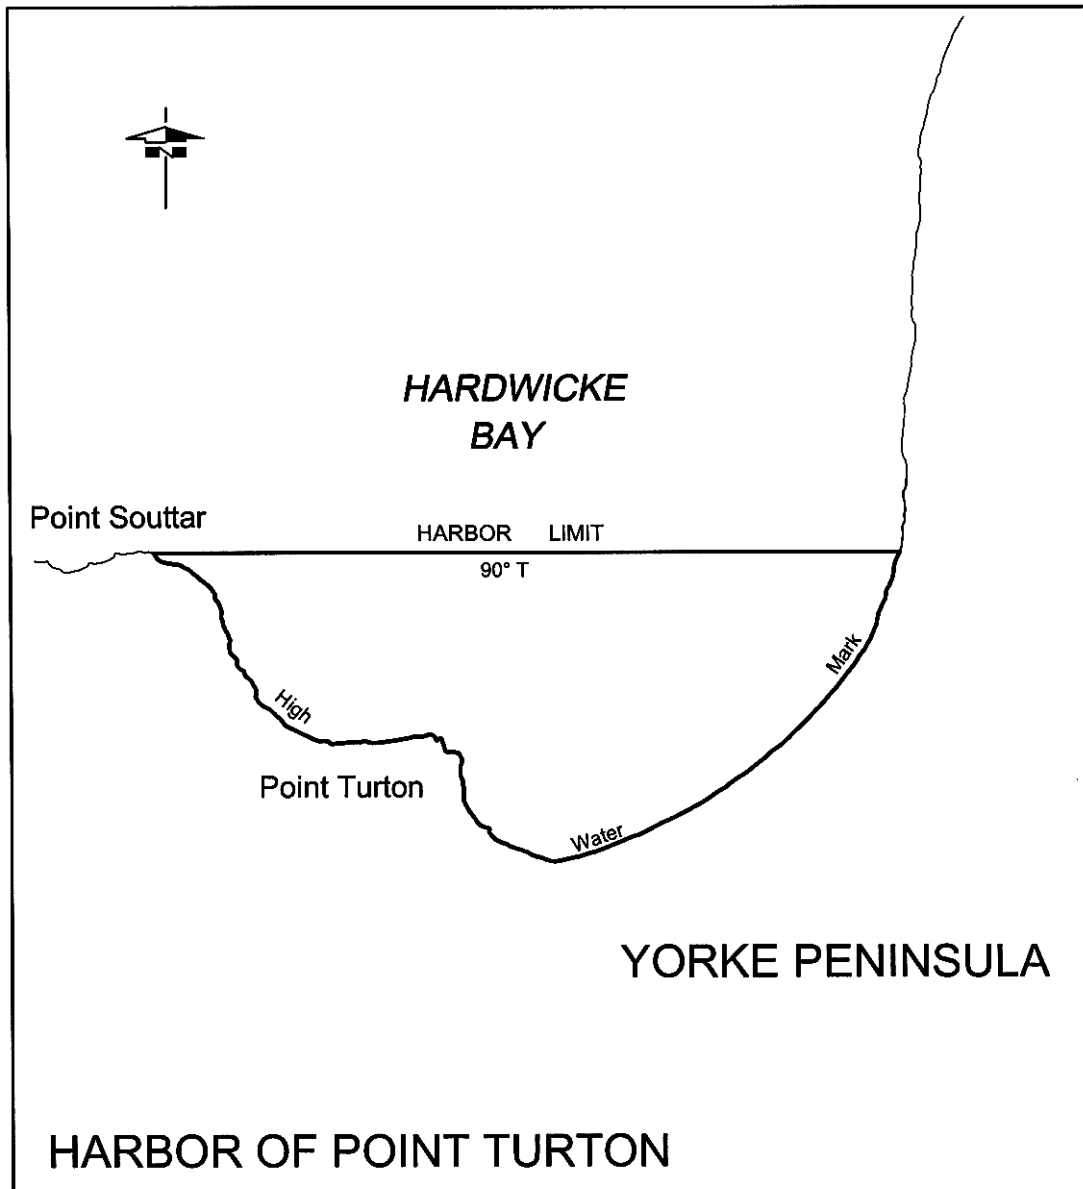 N
HARDWICKE
BAY
Point Souttar
HARBOR LIMIT
90° T
High
Mark
Point Turton
Water
YORKE PENINSULA
HARBOR OF POINT TURTON